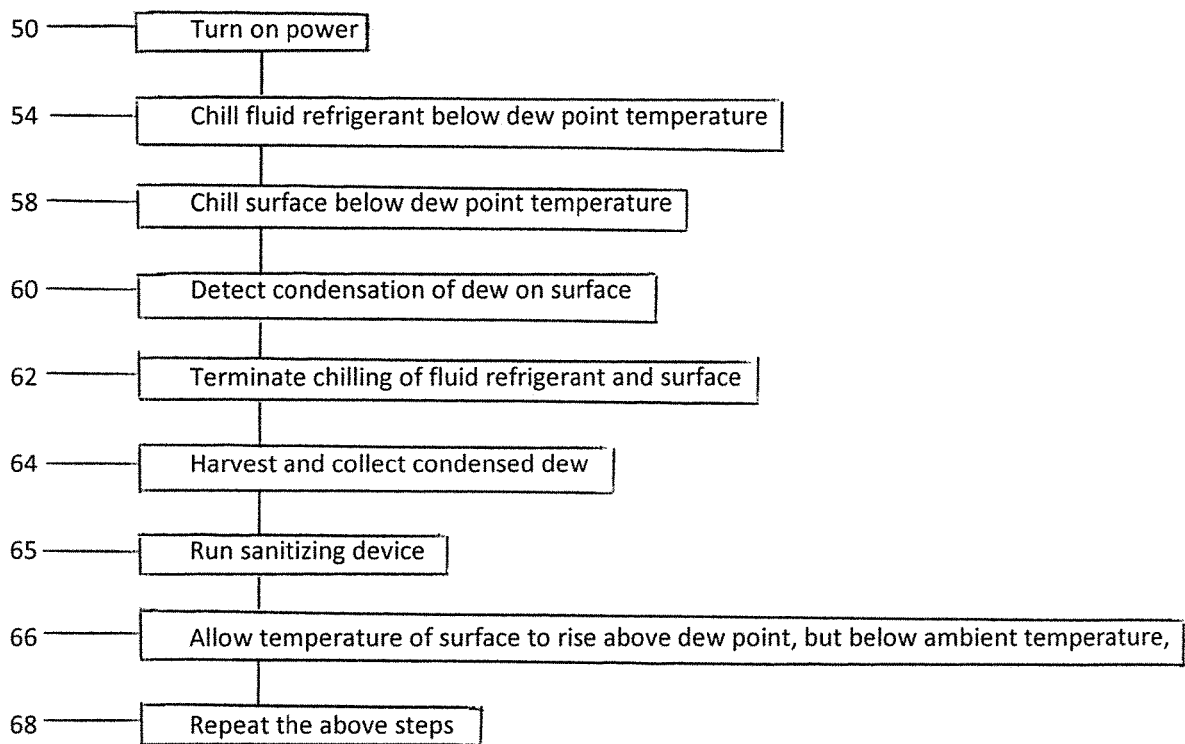 50 Turn on power
54 Chill fluid refrigerant below dew point temperature
58 Chill surface below dew point temperature
60 Detect condensation of dew on surface
62 Terminate chilling of fluid refrigerant and surface
64 Harvest and collect condensed dew
65 Run sanitizing device
66 Allow temperature of surface to rise above dew point, but below ambient temperature,
68 Repeat the above steps